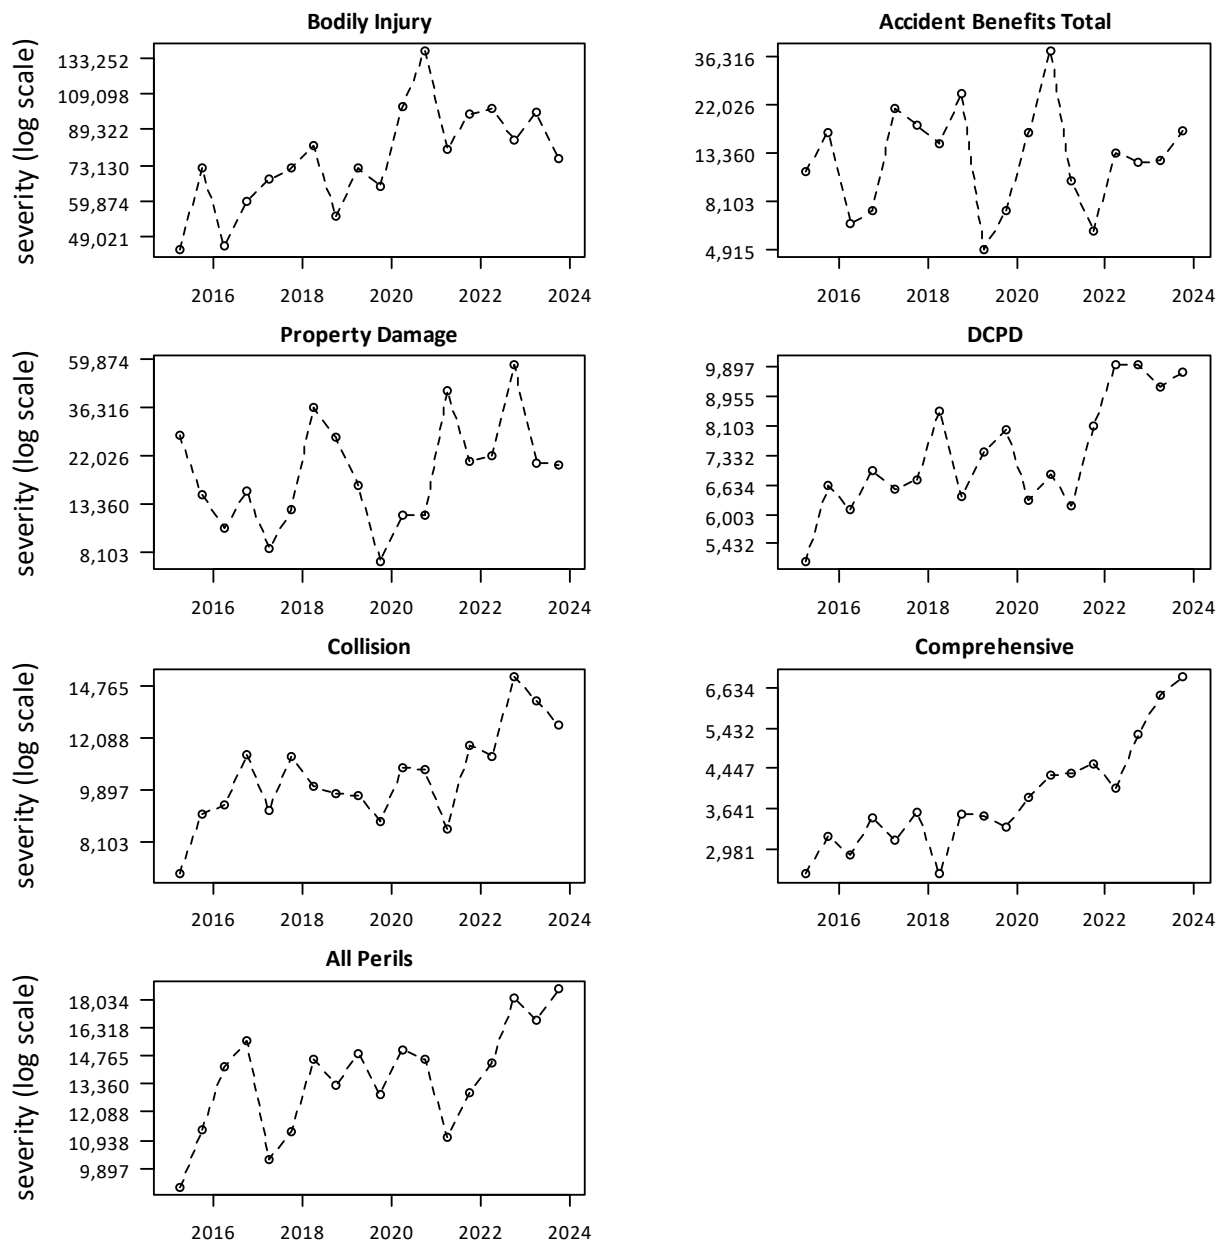 Bodily Injury
severity (log scale)
133,252
109,098
89,322
73,130
59,874
49,021
2016 2018 2020 2022 2024
Accident Benefits Total
36,316
22,026
13,360
8,103
4,915
2016 2018 2020 2022 2024
Property Damage
severity (log scale)
59,874
36,316
22,026
13,360
8,103
2016 2018 2020 2022 2024
DCPD
9,897
8,955
8,103
7,332
6,634
6,003
5,432
2016 2018 2020 2022 2024
Collision
severity (log scale)
14,765
12,088
9,897
8,103
2016 2018 2020 2022 2024
Comprehensive
6,634
5,432
4,447
3,641
2,981
2016 2018 2020 2022 2024
All Perils
severity (log scale)
18,034
16,318
14,765
13,360
12,088
10,938
9,897
2016 2018 2020 2022 2024